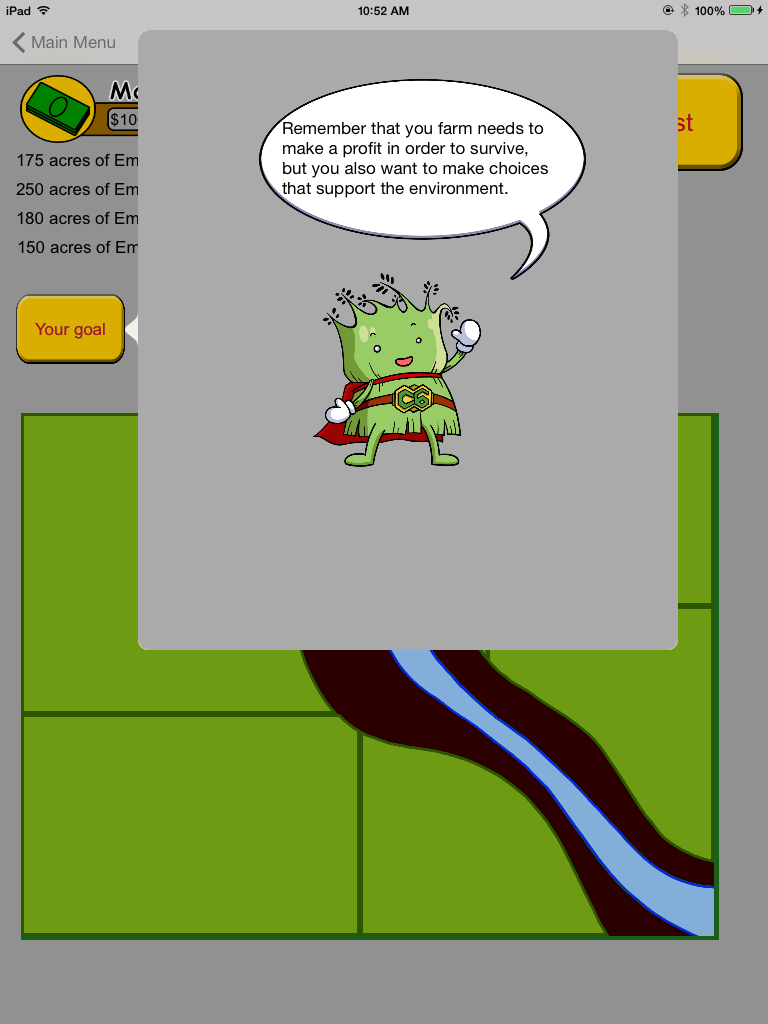 iPad 10:52 AM 100%
Main Menu
$10
175 acres of Em
250 acres of Em
180 acres of Em
150 acres of Em
Your goal
st
Remember that you farm needs to
make a profit in order to survive,
but you also want to make choices
that support the environment.
C6